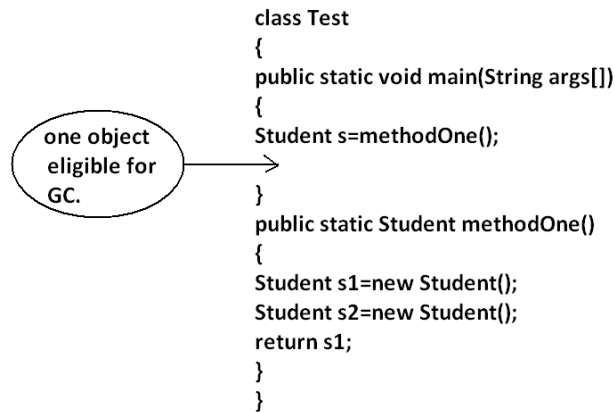 class Test
{
public static void main(String args[])
{
Student s=methodOne();
one object
eligible for
GC.
}
public static Student methodOne()
{
Student s1=new Student();
Student s2=new Student();
return s1;
}
}